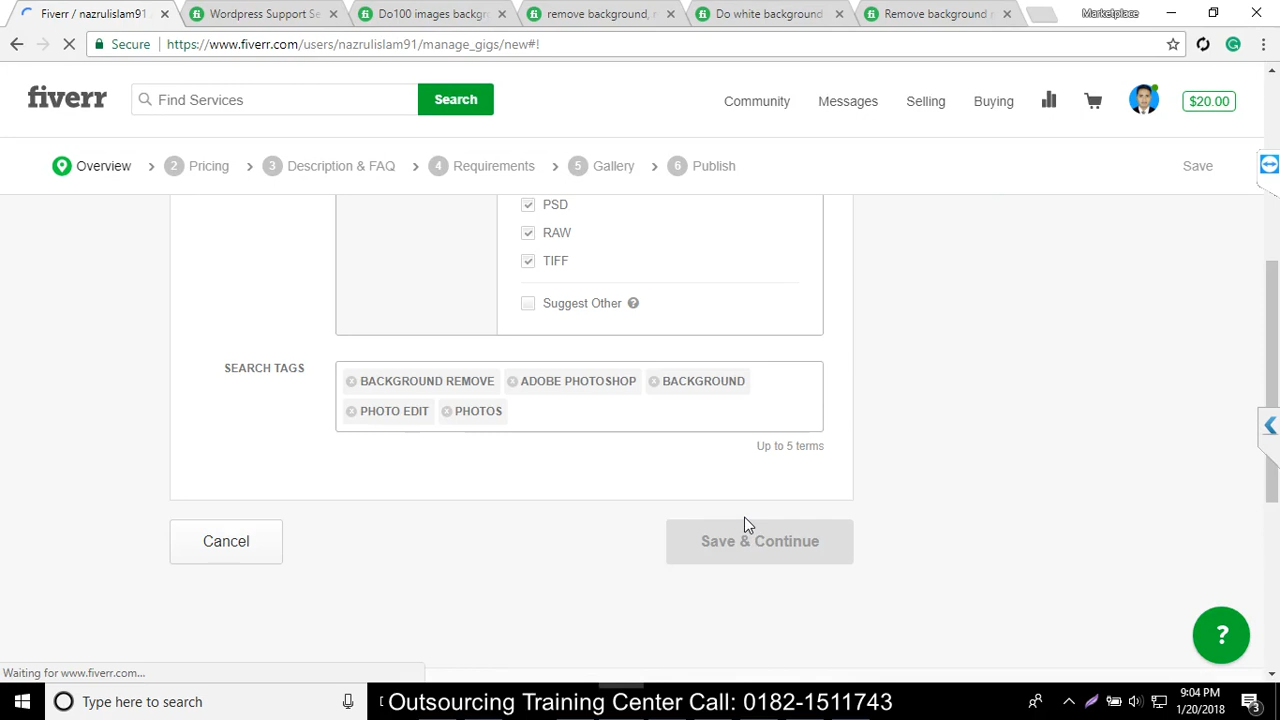 Fiverr / nazrulislam91
Wordpress Support Se
Do100 images backgr
remove background, r
Do white background
Remove background
Marketplace
Secure
https://www.fiverr.com/users/nazrulislam91/manage_gigs/new#!
fiverr
Find Services
Search
Community
Messages
Selling
Buying
$20.00
Overview
2 Pricing
3 Description & FAQ
4 Requirements
5 Gallery
6 Publish
Save
PSD
RAW
TIFF
Suggest Other ?
SEARCH TAGS
x BACKGROUND REMOVE x ADOBE PHOTOSHOP x BACKGROUND
x PHOTO EDIT x PHOTOS
Up to 5 terms
Cancel
Save & Continue
?
Waiting for www.fiverr.com...
Type here to search
Outsourcing Training Center Call: 0182-1511743
9:04 PM
1/20/2018
3